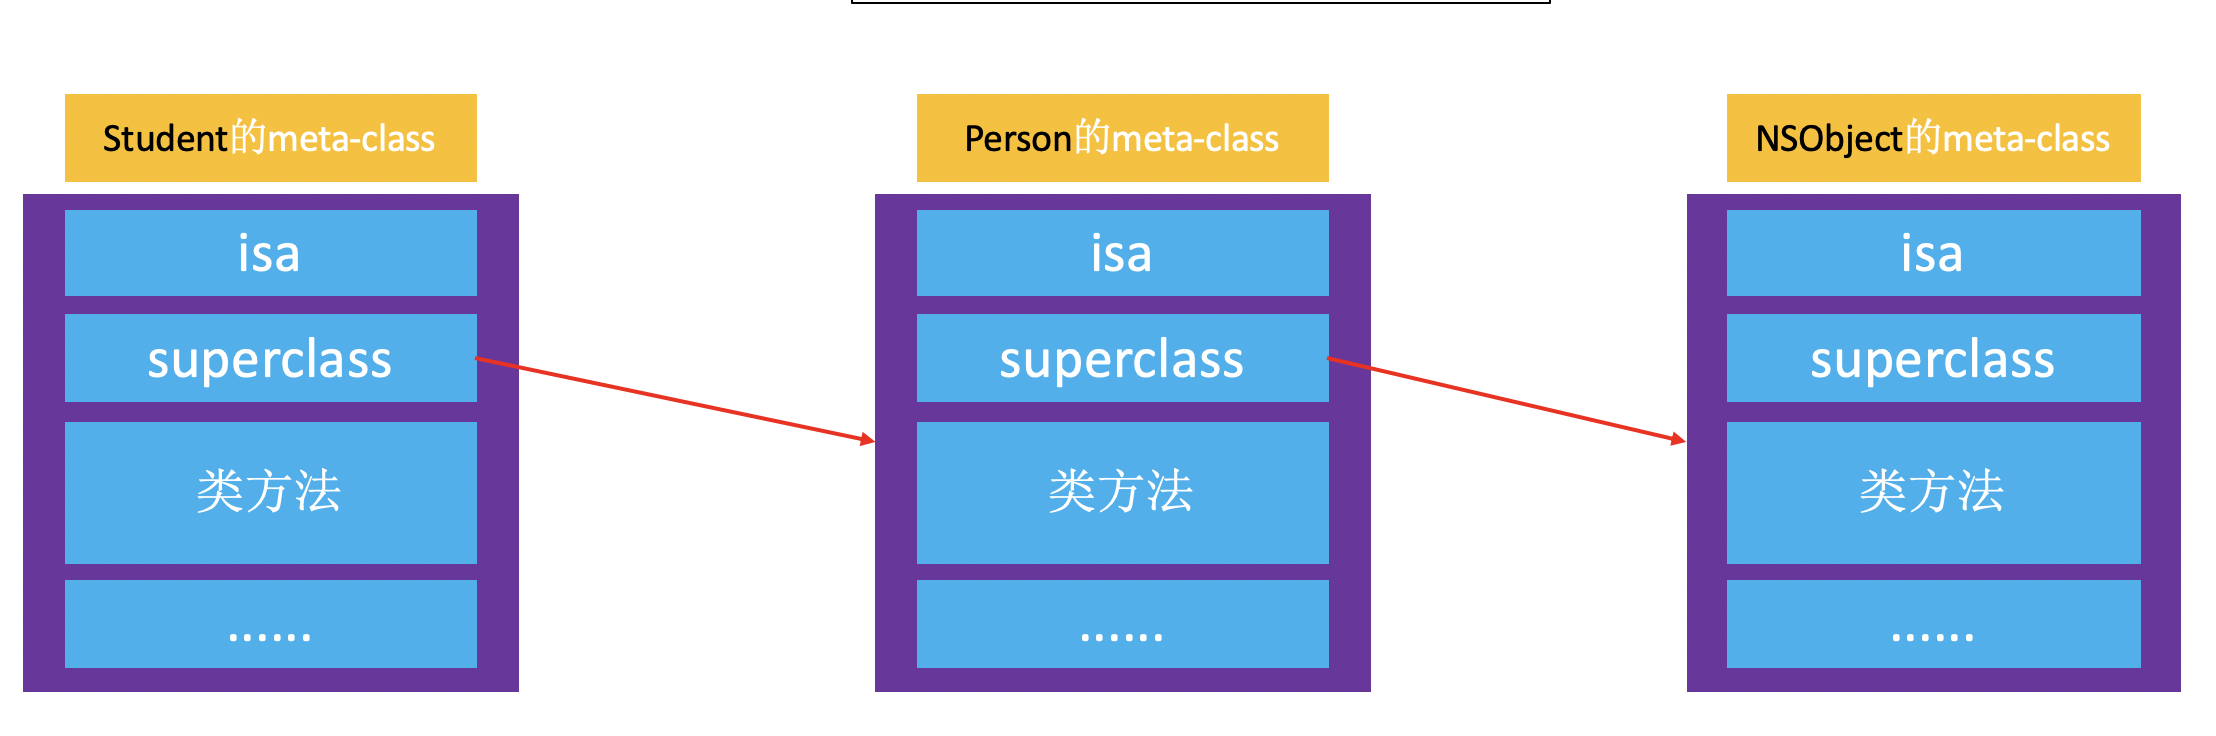 Student的meta-class
isa
superclass
类方法
......
Person的meta-class
isa
superclass
类方法
......
NSObject的meta-class
isa
superclass
类方法
......